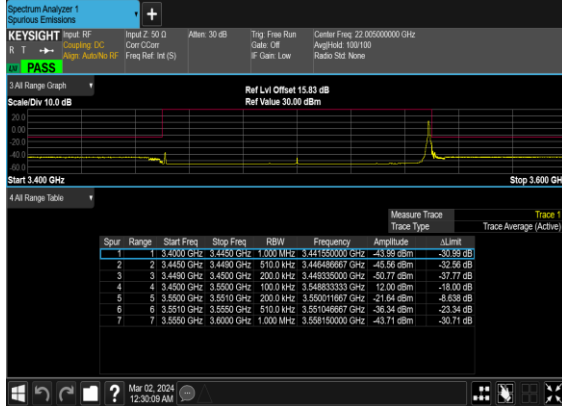 Spectrum Analyzer 1
Spurious Emissions
+
KEYSIGHT Input: RF Input Z: 50 Ω Atten: 30 dB Trig: Free Run Center Freq: 22.005000000 GHz
R T Coupling: DC Corr CCorr Gate: Off Avg|Hold: 100/100
Align: Auto/No RF Freq Ref: Int (S) IF Gain: Low Radio Std: None
PASS
3 All Range Graph
Ref Lvl Offset 15.83 dB
Scale/Div 10.0 dB Ref Value 30.00 dBm
20.0
0.00
-20.0
-40.0
-60.0
Start 3.400 GHz Stop 3.600 GH
4 All Range Table
Measure Trace Trace 1
Trace Type Trace Average (Active)
Spur Range Start Freq Stop Freq RBW Frequency Amplitude ΔLimit
1 1 3.4000 GHz 3.4450 GHz 1.000 MHz 3.441550000 GHz -43.99 dBm -30.99 dB
2 2 3.4450 GHz 3.4490 GHz 510.0 kHz 3.446486667 GHz -45.56 dBm -32.56 dB
3 3 3.4490 GHz 3.4500 GHz 200.0 kHz 3.449335000 GHz -50.77 dBm -37.77 dB
4 4 3.4500 GHz 3.5500 GHz 100.0 kHz 3.548833333 GHz 12.00 dBm -18.00 dB
5 5 3.5500 GHz 3.5510 GHz 200.0 kHz 3.550011667 GHz -21.64 dBm -8.638 dB
6 6 3.5510 GHz 3.5550 GHz 510.0 kHz 3.551046667 GHz -36.34 dBm -23.34 dB
7 7 3.5550 GHz 3.6000 GHz 1.000 MHz 3.558150000 GHz -43.71 dBm -30.71 dB
? Mar 02, 2024
12:30:09 AM